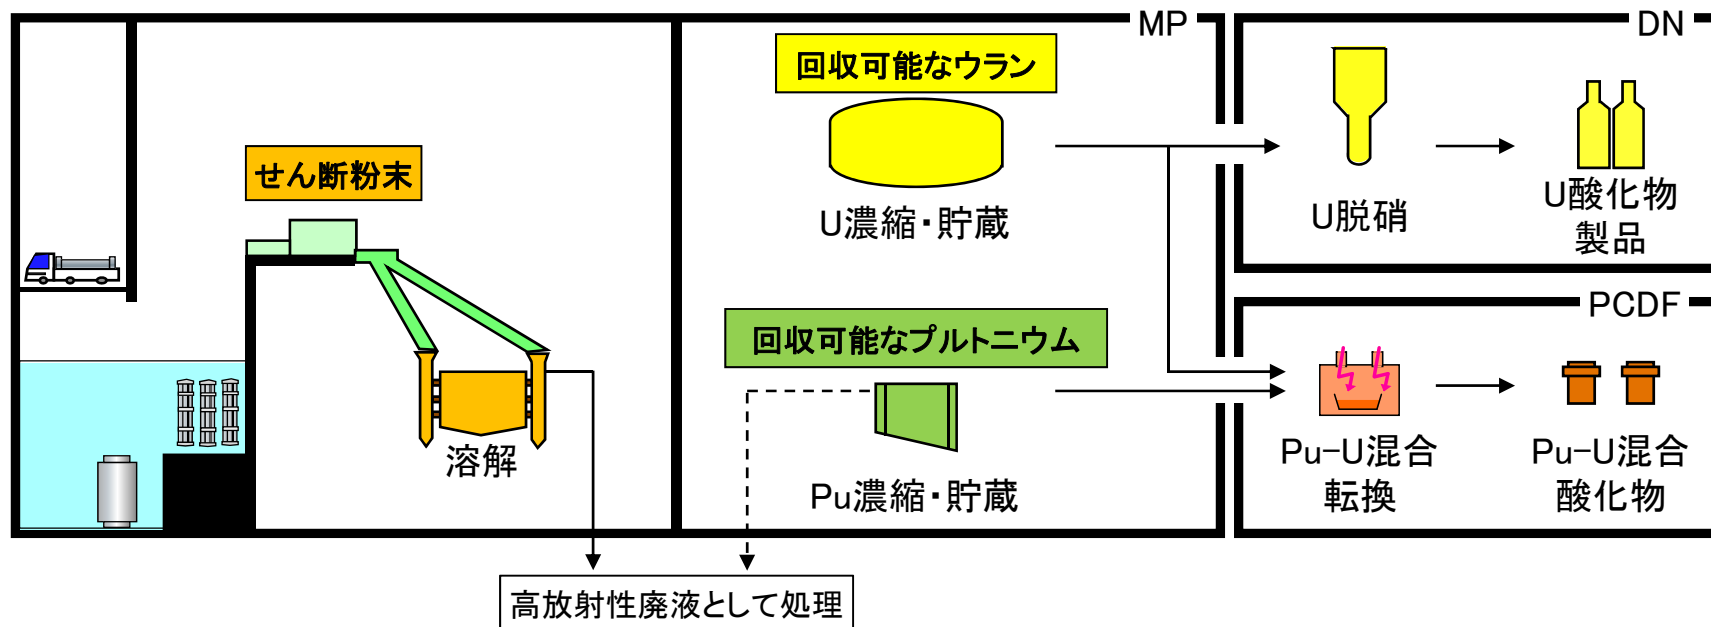 MP
DN
回収可能なウラン
せん断粉末
U濃縮・貯蔵
U脱硝
U酸化物
製品
PCDF
回収可能なプルトニウム
溶解
Pu濃縮・貯蔵
Pu-U混合
転換
Pu-U混合
酸化物
高放射性廃液として処理